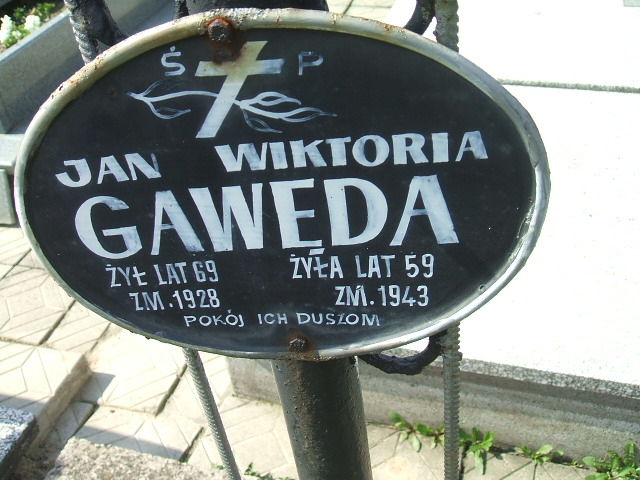 Ś P
JAN WIKTORIA
GAWĘDA
ŻYŁ LAT 69 ŻYŁA LAT 59
ZM. 1928 ZM. 1943
POKÓJ ICH DUSZOM